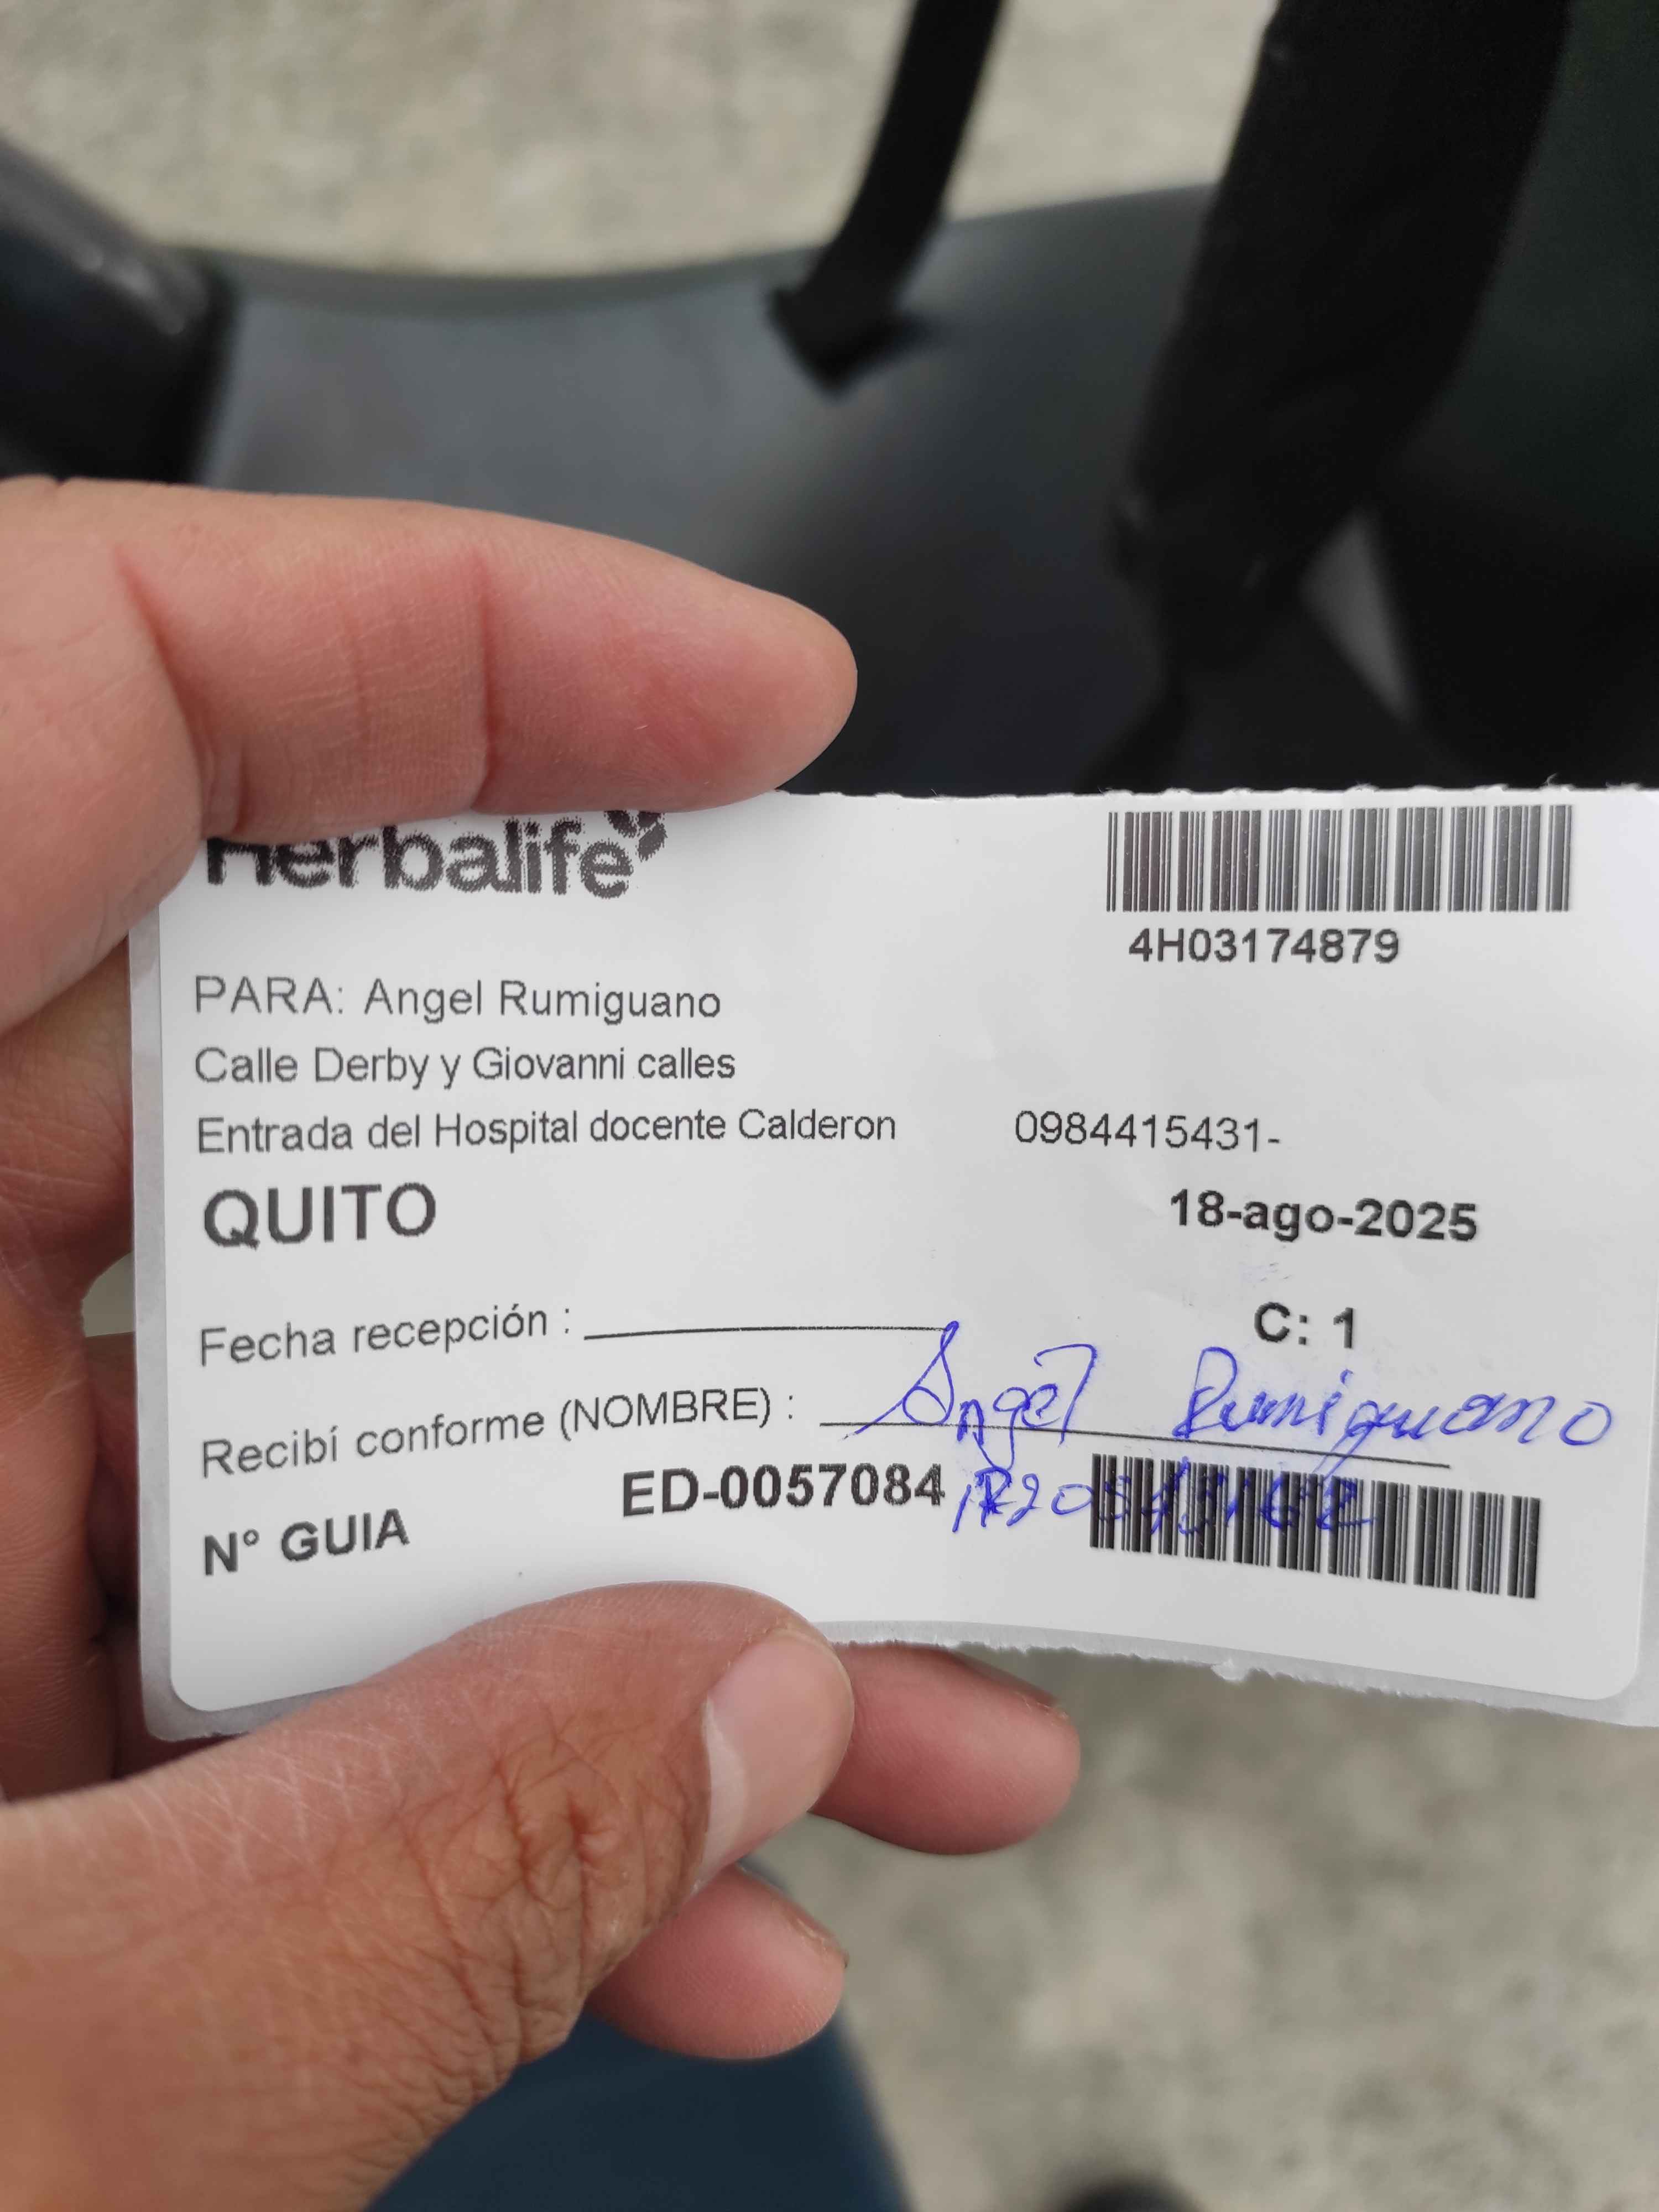 Herbalife
4H03174879
PARA: Angel Rumiguano
Calle Derby y Giovanni calles
Entrada del Hospital docente Calderon 0984415431-
QUITO 18-ago-2025
C: 1
Fecha recepción :
Recibí conforme (NOMBRE) : Angel Rumiguano
N° GUIA ED-0057084